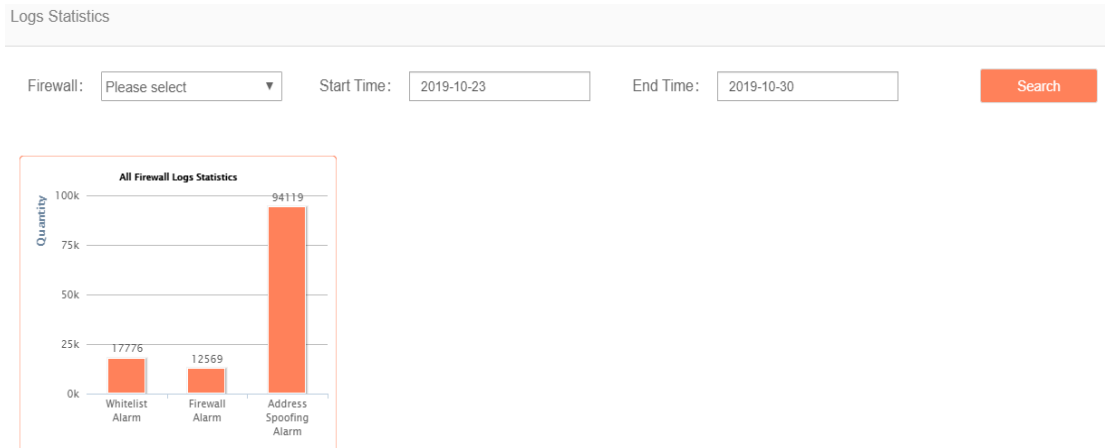 Logs Statistics
Firewall: Please select ▼ Start Time: 2019-10-23 End Time: 2019-10-30 Search
All Firewall Logs Statistics
Quantity
100k
75k
50k
25k
0k
17776
12569
94119
Whitelist
Alarm
Firewall
Alarm
Address
Spoofing
Alarm